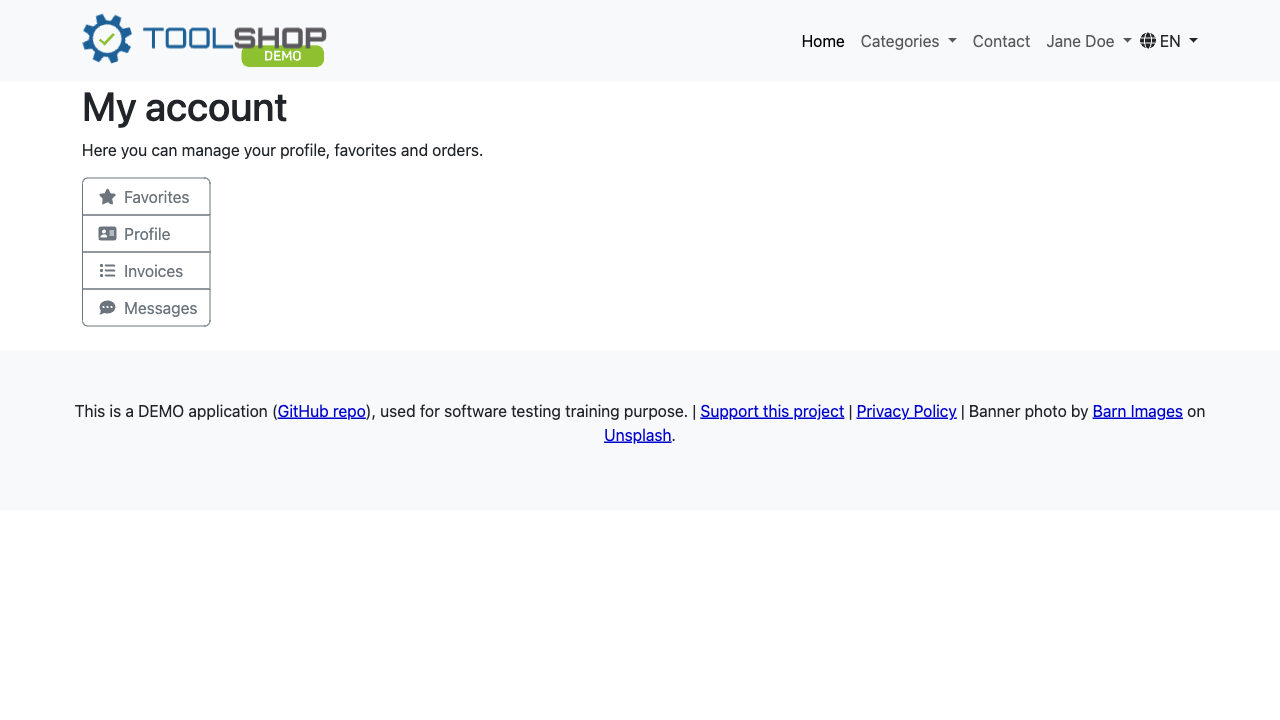 TOOLSHOP
DEMO
Home Categories Contact Jane Doe EN
My account
Here you can manage your profile, favorites and orders.
Favorites
Profile
Invoices
Messages
This is a DEMO application (GitHub repo), used for software testing training purpose. | Support this project | Privacy Policy | Banner photo by Barn Images on
Unsplash.